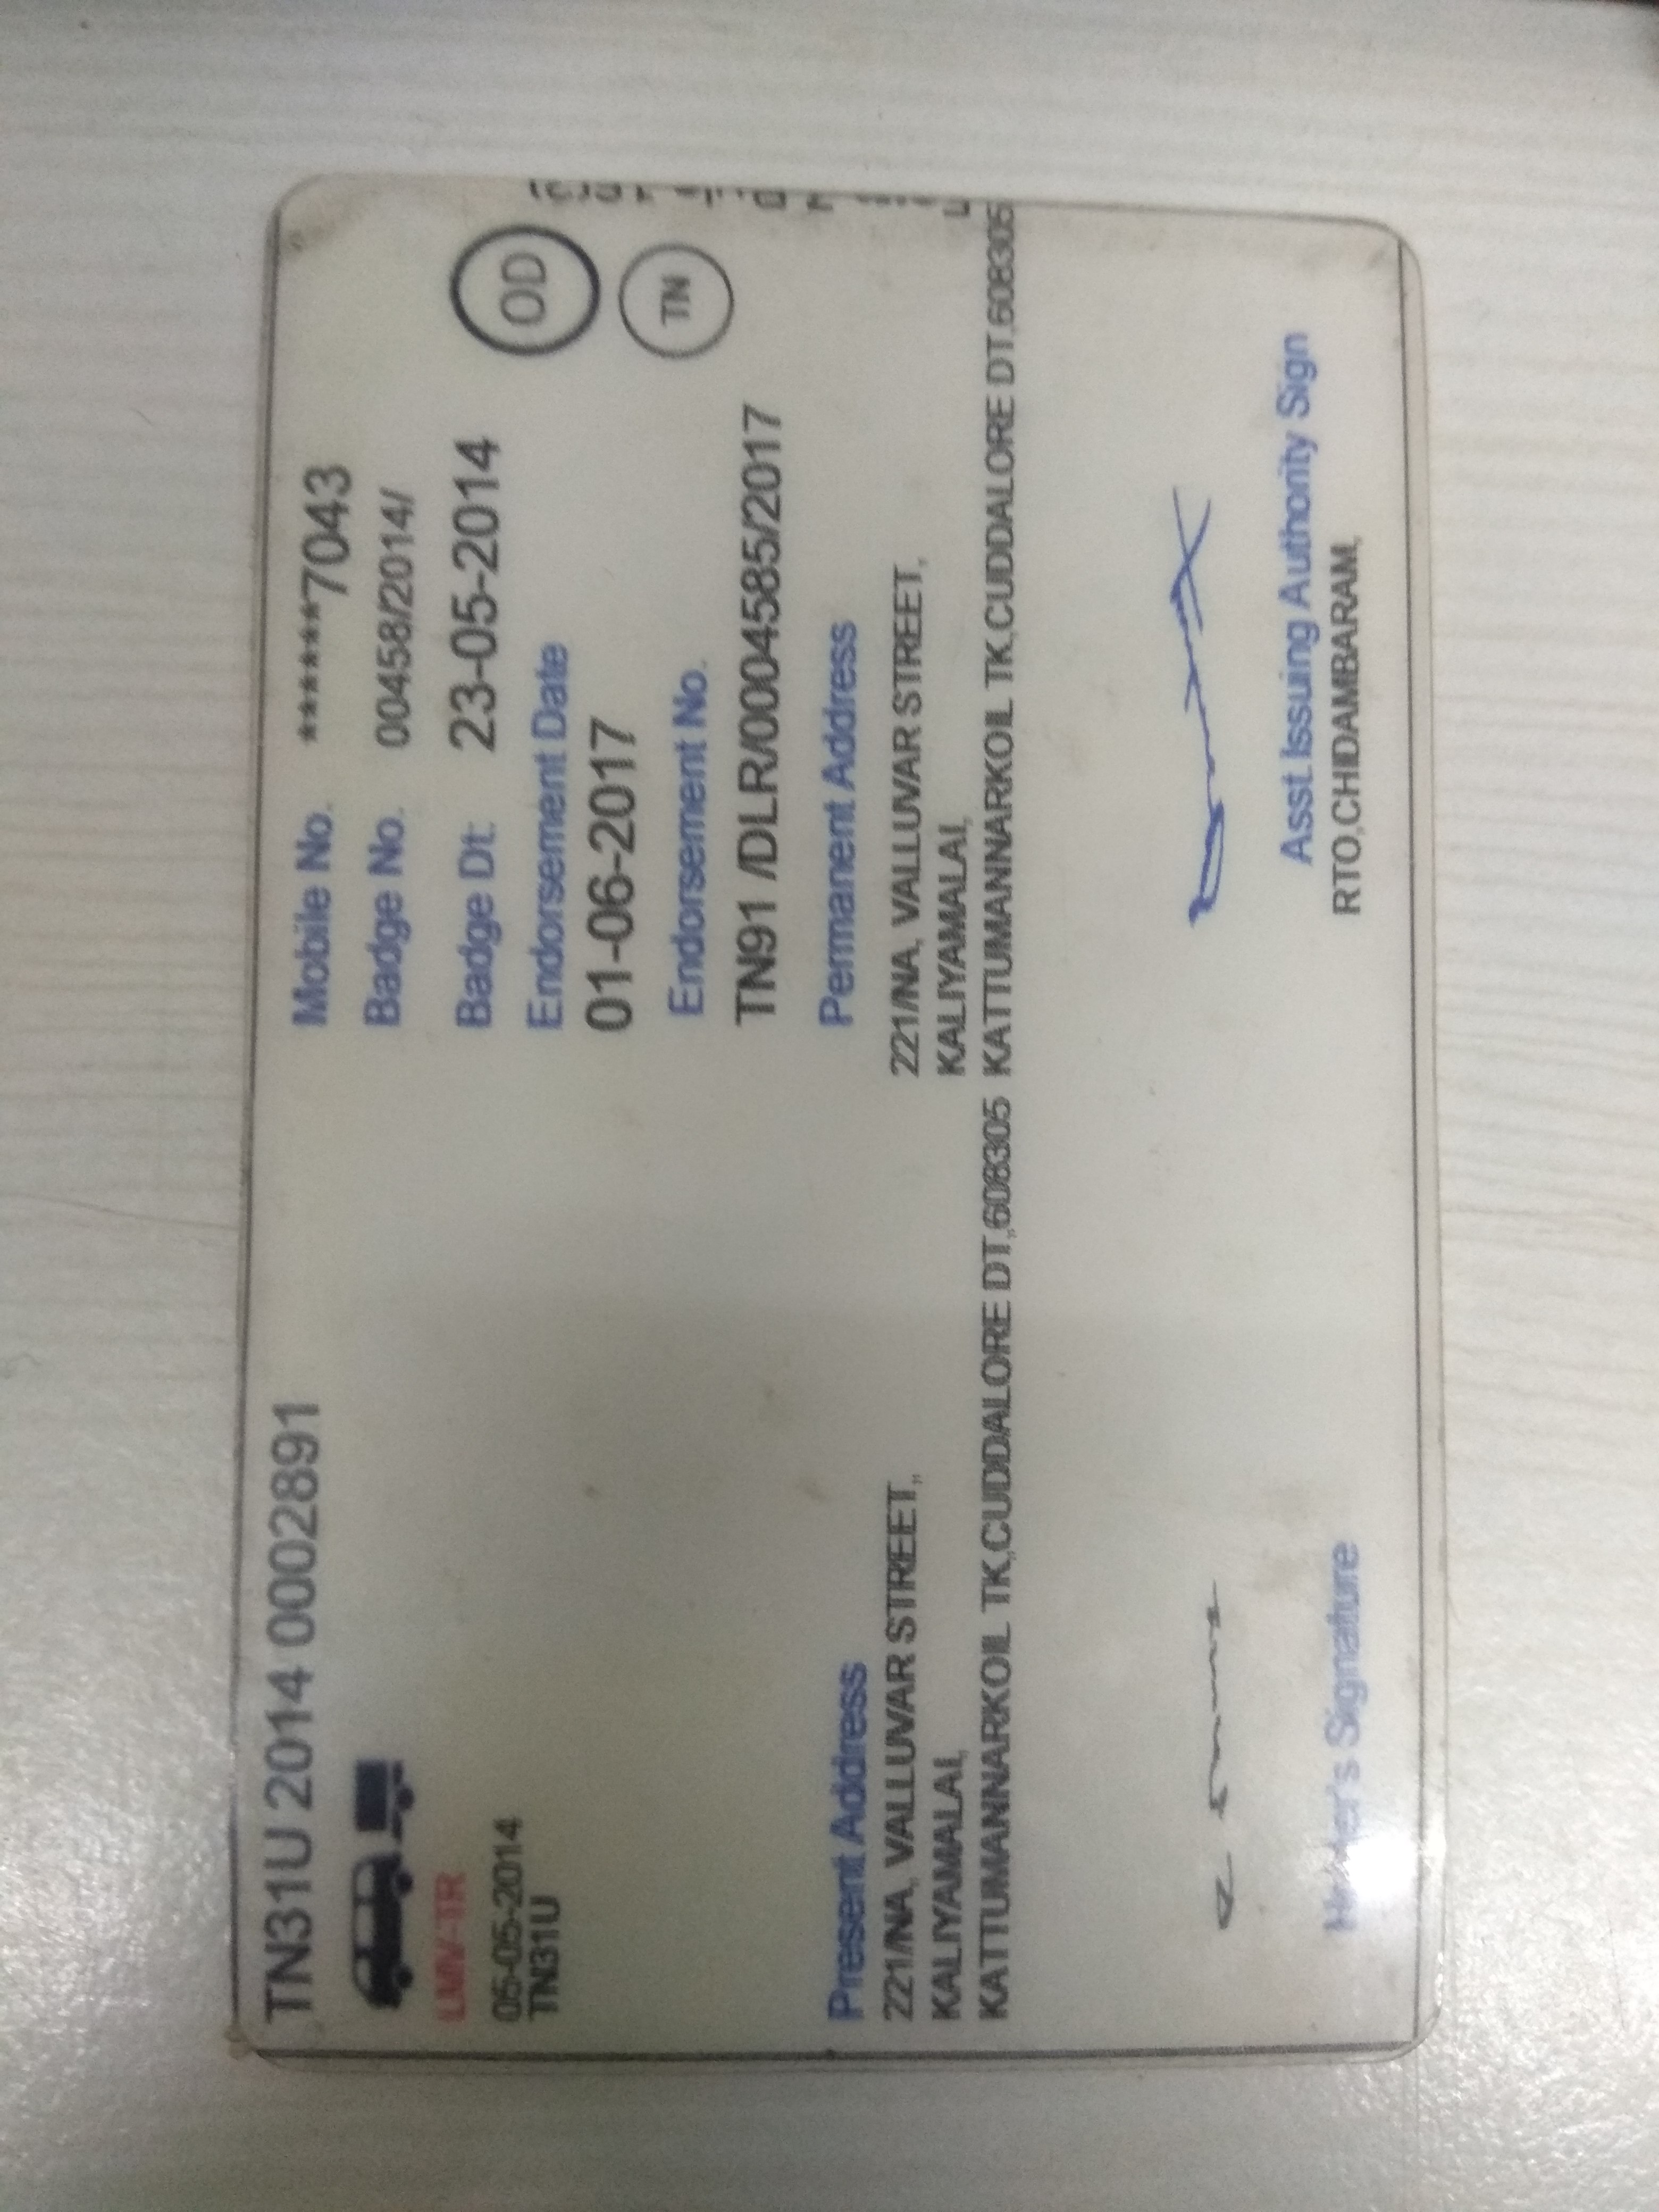 TN31U 2014 0002891
LMV-TR
05-05-2014
TN31U
Mobile No. ******7043
Badge No. 00458/2014/
Badge Dt: 23-05-2014
Endorsement Date
01-06-2017
Endorsement No.
TN91 /DLR/0004585/2017
OD
TN
Present Address
221/NA, VALLUVAR STREET,,
KALIYAMALAI,
KATTUMANNARKOIL TK,CUDDALORE DT,,608305
Permanent Address
221/NA, VALLUVAR STREET,
KALIYAMALAI,
KATTUMANNARKOIL TK,CUDDALORE DT,608305
Holder's Signature
Asst.Issuing Authority Sign
RTO,CHIDAMBARAM,